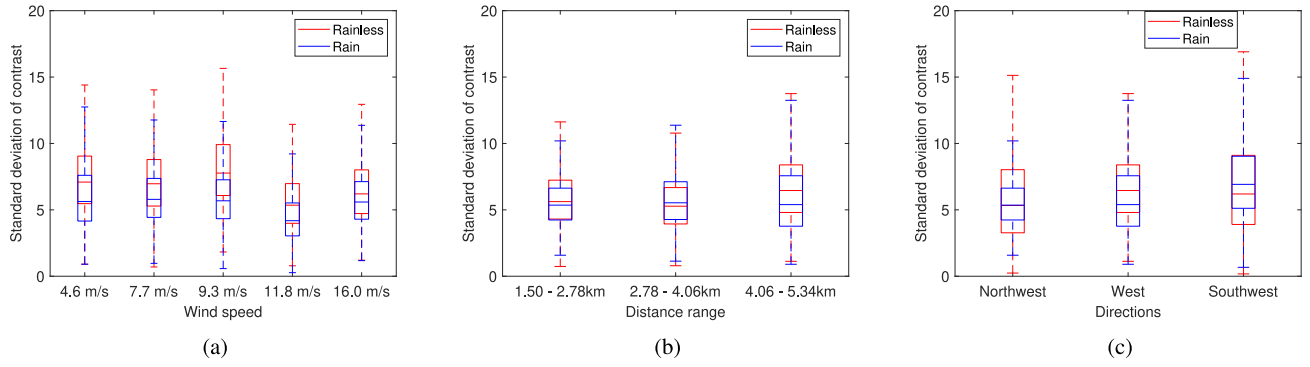 20
15
10
5
0
Standard deviation of contrast
Rainless
Rain
4.6 m/s 7.7 m/s 9.3 m/s 11.8 m/s 16.0 m/s
Wind speed
(a)
20
15
10
5
0
Standard deviation of contrast
Rainless
Rain
1.50 - 2.78km 2.78 - 4.06km 4.06 - 5.34km
Distance range
(b)
20
15
10
5
0
Standard deviation of contrast
Rainless
Rain
Northwest West Southwest
Directions
(c)